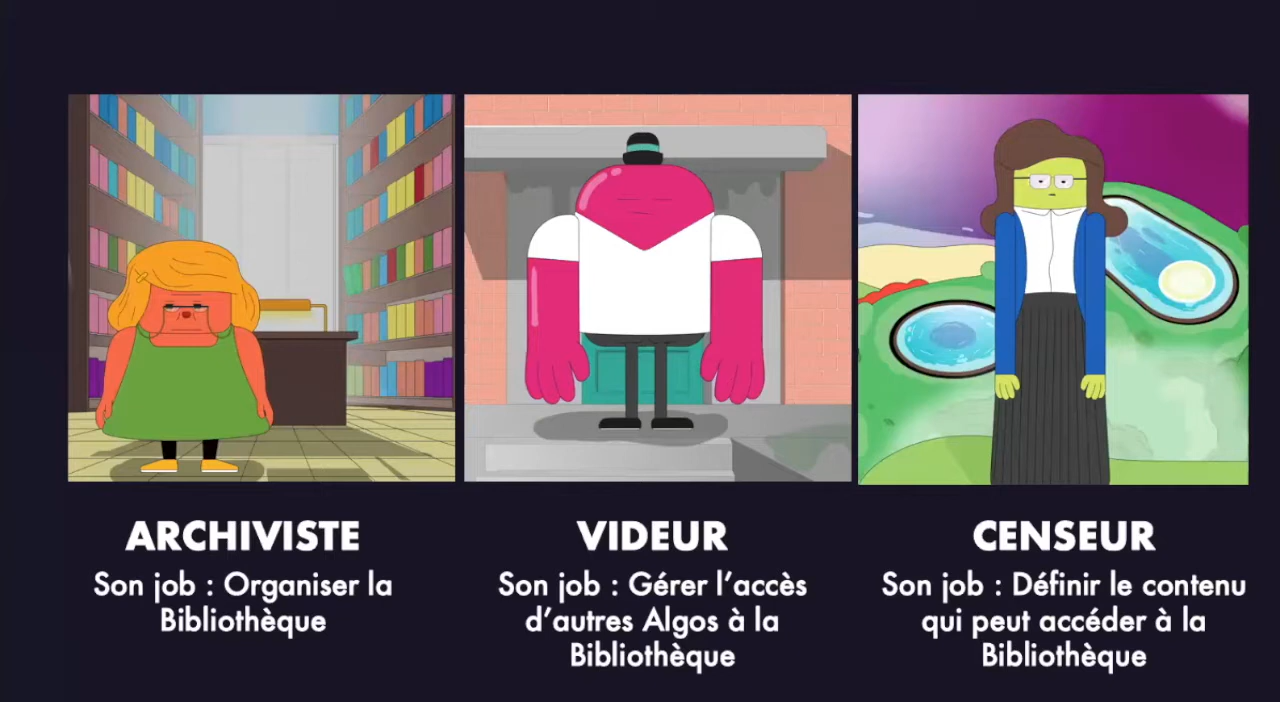 ARCHIVISTE
Son job : Organiser la
Bibliothèque
VIDEUR
Son job : Gérer l’accès
d’autres Algos à la
Bibliothèque
CENSEUR
Son job : Définir le contenu
qui peut accéder à la
Bibliothèque